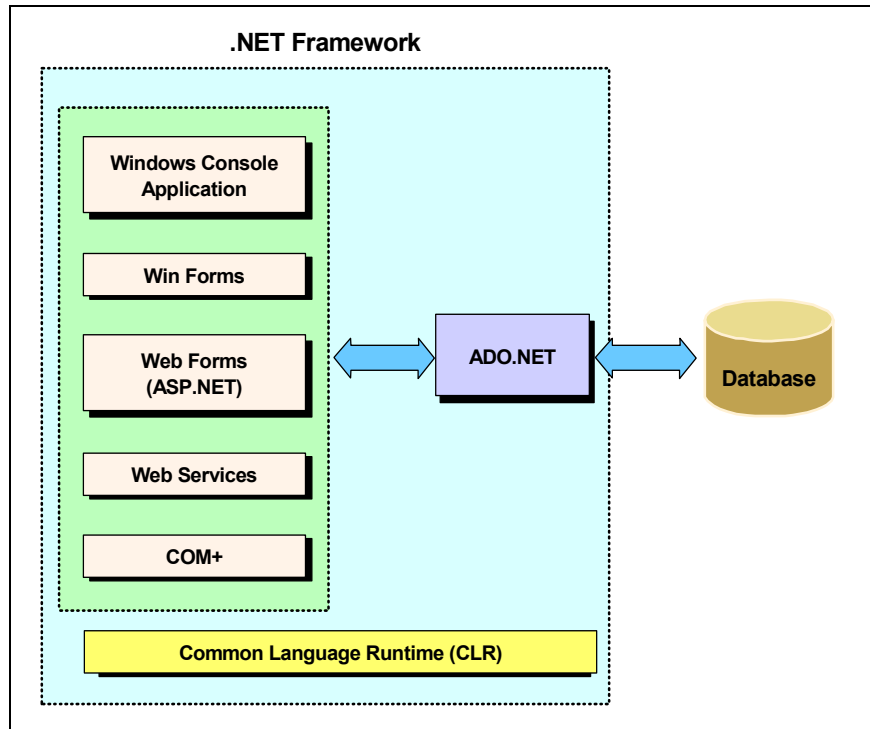 .NET Framework
Windows Console
Application
Win Forms
Web Forms
(ASP.NET)
Web Services
COM+
ADO.NET
Database
Common Language Runtime (CLR)